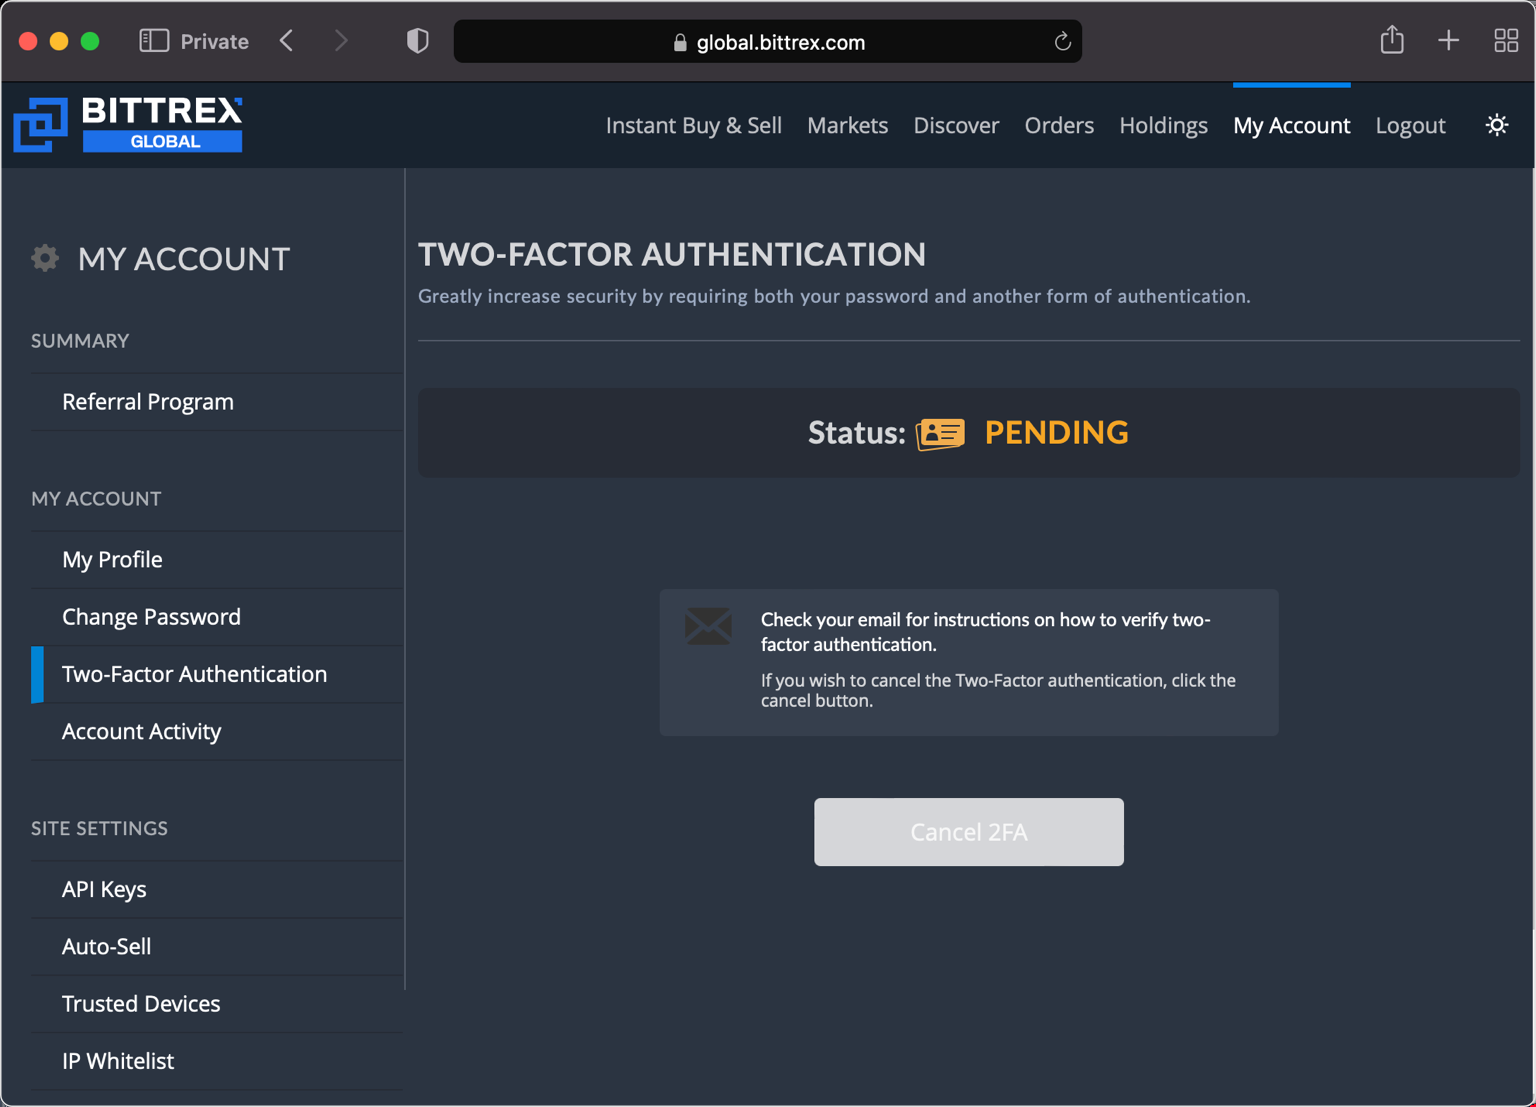 Private
global.bittrex.com
BITTREX
GLOBAL
Instant Buy & Sell
Markets
Discover
Orders
Holdings
My Account
Logout
MY ACCOUNT
SUMMARY
Referral Program
MY ACCOUNT
My Profile
Change Password
Two-Factor Authentication
Account Activity
SITE SETTINGS
API Keys
Auto-Sell
Trusted Devices
IP Whitelist
TWO-FACTOR AUTHENTICATION
Greatly increase security by requiring both your password and another form of authentication.
Status: PENDING
Check your email for instructions on how to verify two-
factor authentication.
If you wish to cancel the Two-Factor authentication, click the
cancel button.
Cancel 2FA